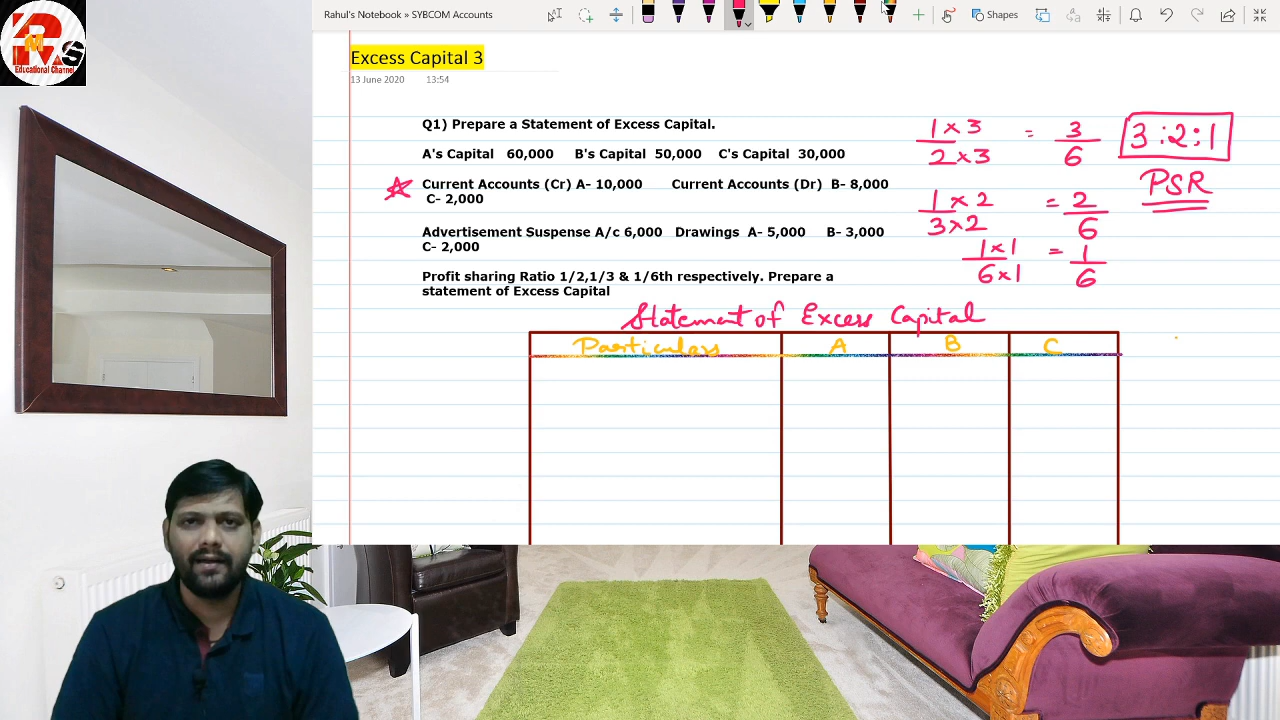 RMS
Educational Channel
Rahul's Notebook » SYBCOM Accounts
Shapes
Excess Capital 3
13 June 2020 13:54
Q1) Prepare a Statement of Excess Capital.
A's Capital 60,000 B's Capital 50,000 C's Capital 30,000
Current Accounts (Cr) A- 10,000 Current Accounts (Dr) B- 8,000
C- 2,000
Advertisement Suspense A/c 6,000 Drawings A- 5,000 B- 3,000
C- 2,000
Profit sharing Ratio 1/2,1/3 & 1/6th respectively. Prepare a
statement of Excess Capital
1 x 3 = 3
2 x 3 6
3:2:1
PSR
1 x 2 = 2
3 x 2 6
1 x 1 = 1
6 x 1 6
Statement of Excess Capital
Particulars A B C